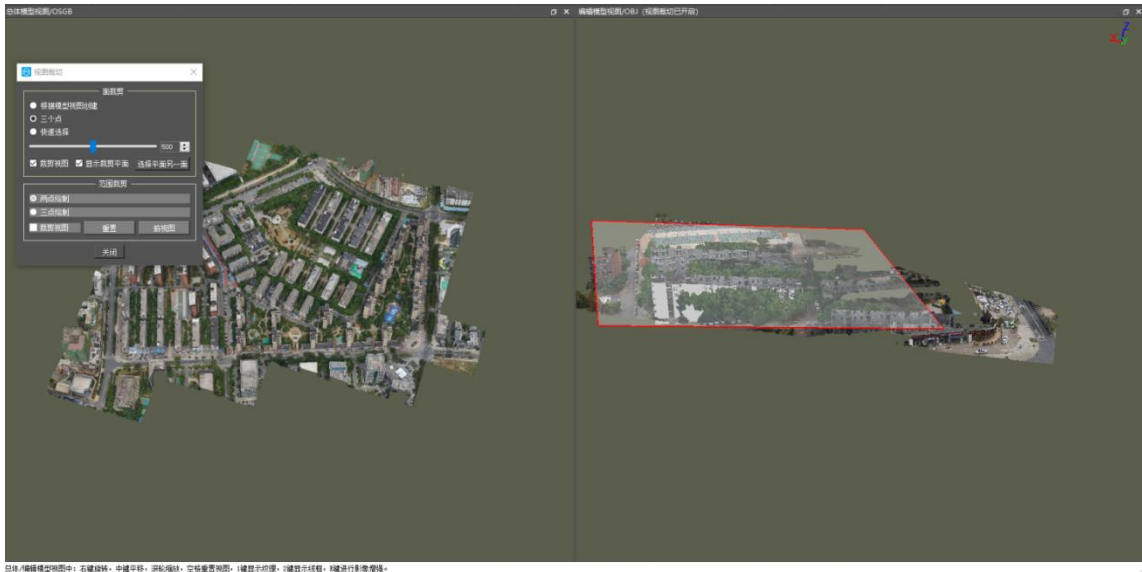 总体模型视图/OSGB
编辑模型视图/OBJ (视图裁切已开启)
Z
X
Y
视图裁切
面裁剪
根据模型视图创建
三个点
快速选择
500
裁剪视图 显示裁剪平面 选择平面另一面
范围裁剪
两点绘制
三点绘制
裁剪视图 重置 俯视图
关闭
总体/编辑模型视图中: 右键旋转, 中键平移, 滚轮缩放, 空格重置视图, 1键显示纹理, 2键显示线框, 8键进行影像增强。